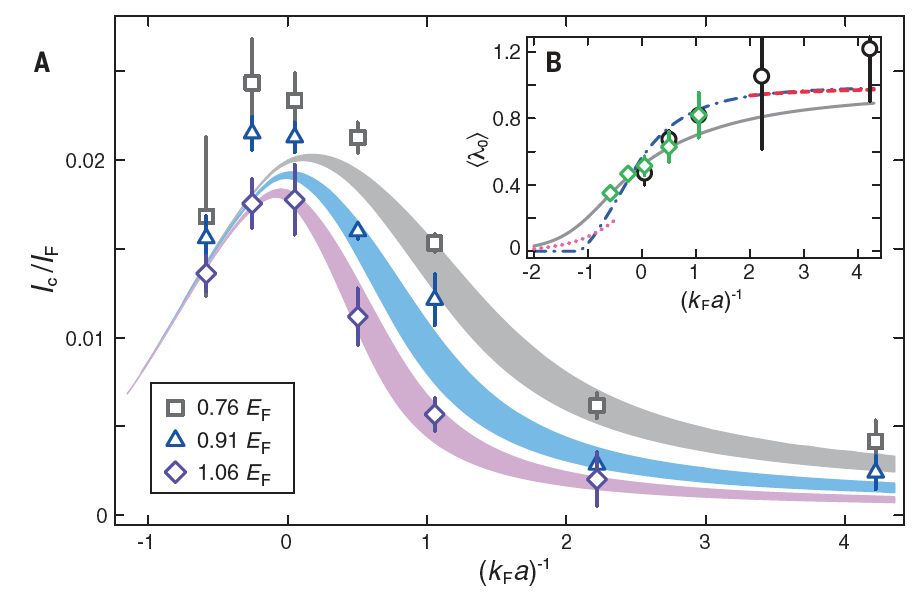 A
B
I_c/I_F
0.02
0.01
0
-1
0
1
2
3
4
(k_F a)^-1
0.76 E_F
0.91 E_F
1.06 E_F
⟨λ_0⟩
1.2
0.8
0.4
0
-2
-1
0
1
2
3
4
(k_F a)^-1